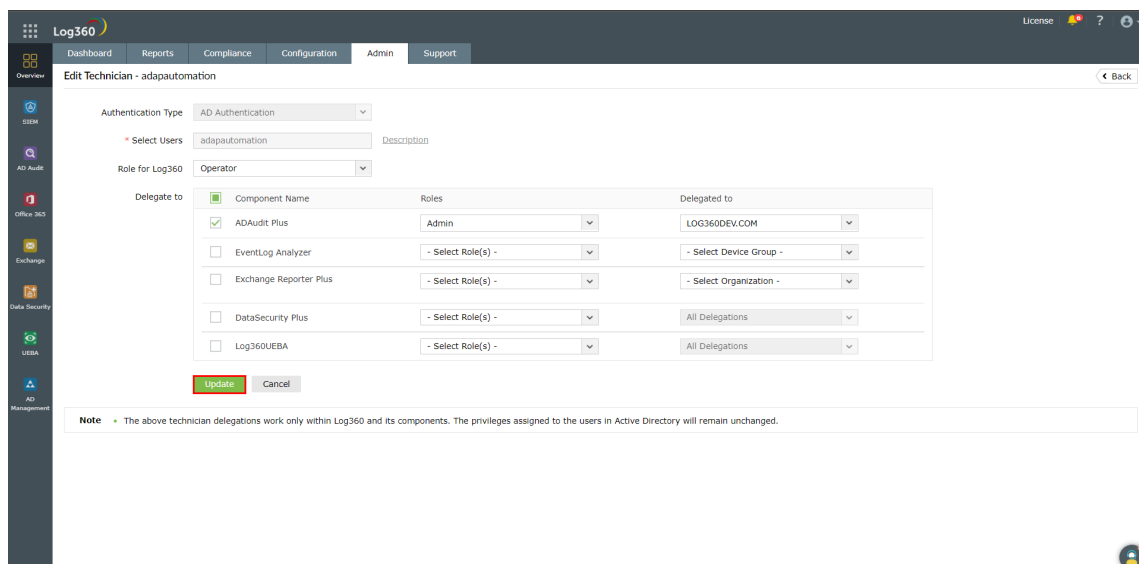 License 6 ?
Log360
Dashboard Reports Compliance Configuration Admin Support
Overview
Edit Technician - adapautomation
Back
SIEM
AD Audit
Office 365
Exchange
Data Security
UEBA
AD
Management
Authentication Type AD Authentication
* Select Users adapautomation Description
Role for Log360 Operator
Delegate to Component Name Roles Delegated to
ADAudit Plus Admin LOG360DEV.COM
EventLog Analyzer - Select Role(s) - - Select Device Group -
Exchange Reporter Plus - Select Role(s) - - Select Organization -
DataSecurity Plus - Select Role(s) - All Delegations
Log360UEBA - Select Role(s) - All Delegations
Update Cancel
Note • The above technician delegations work only within Log360 and its components. The privileges assigned to the users in Active Directory will remain unchanged.